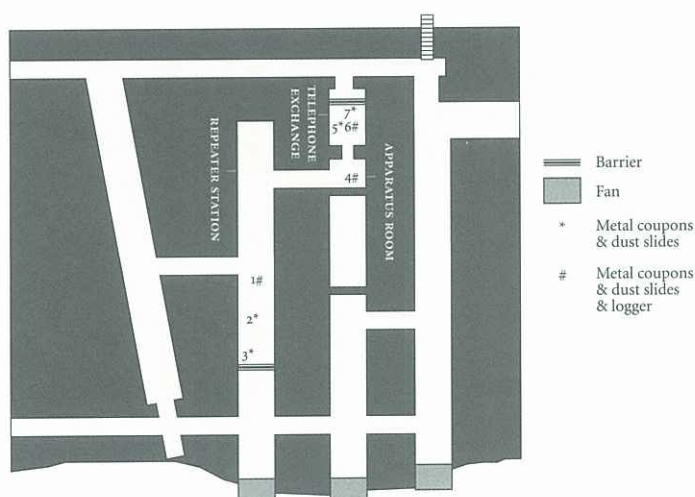 TELEPHONE
EXCHANGE
7*
5*6#
REPEATER STATION
APPARATUS ROOM
4#
1#
2*
3*
Barrier
Fan
* Metal coupons
& dust slides
# Metal coupons
& dust slides
& logger